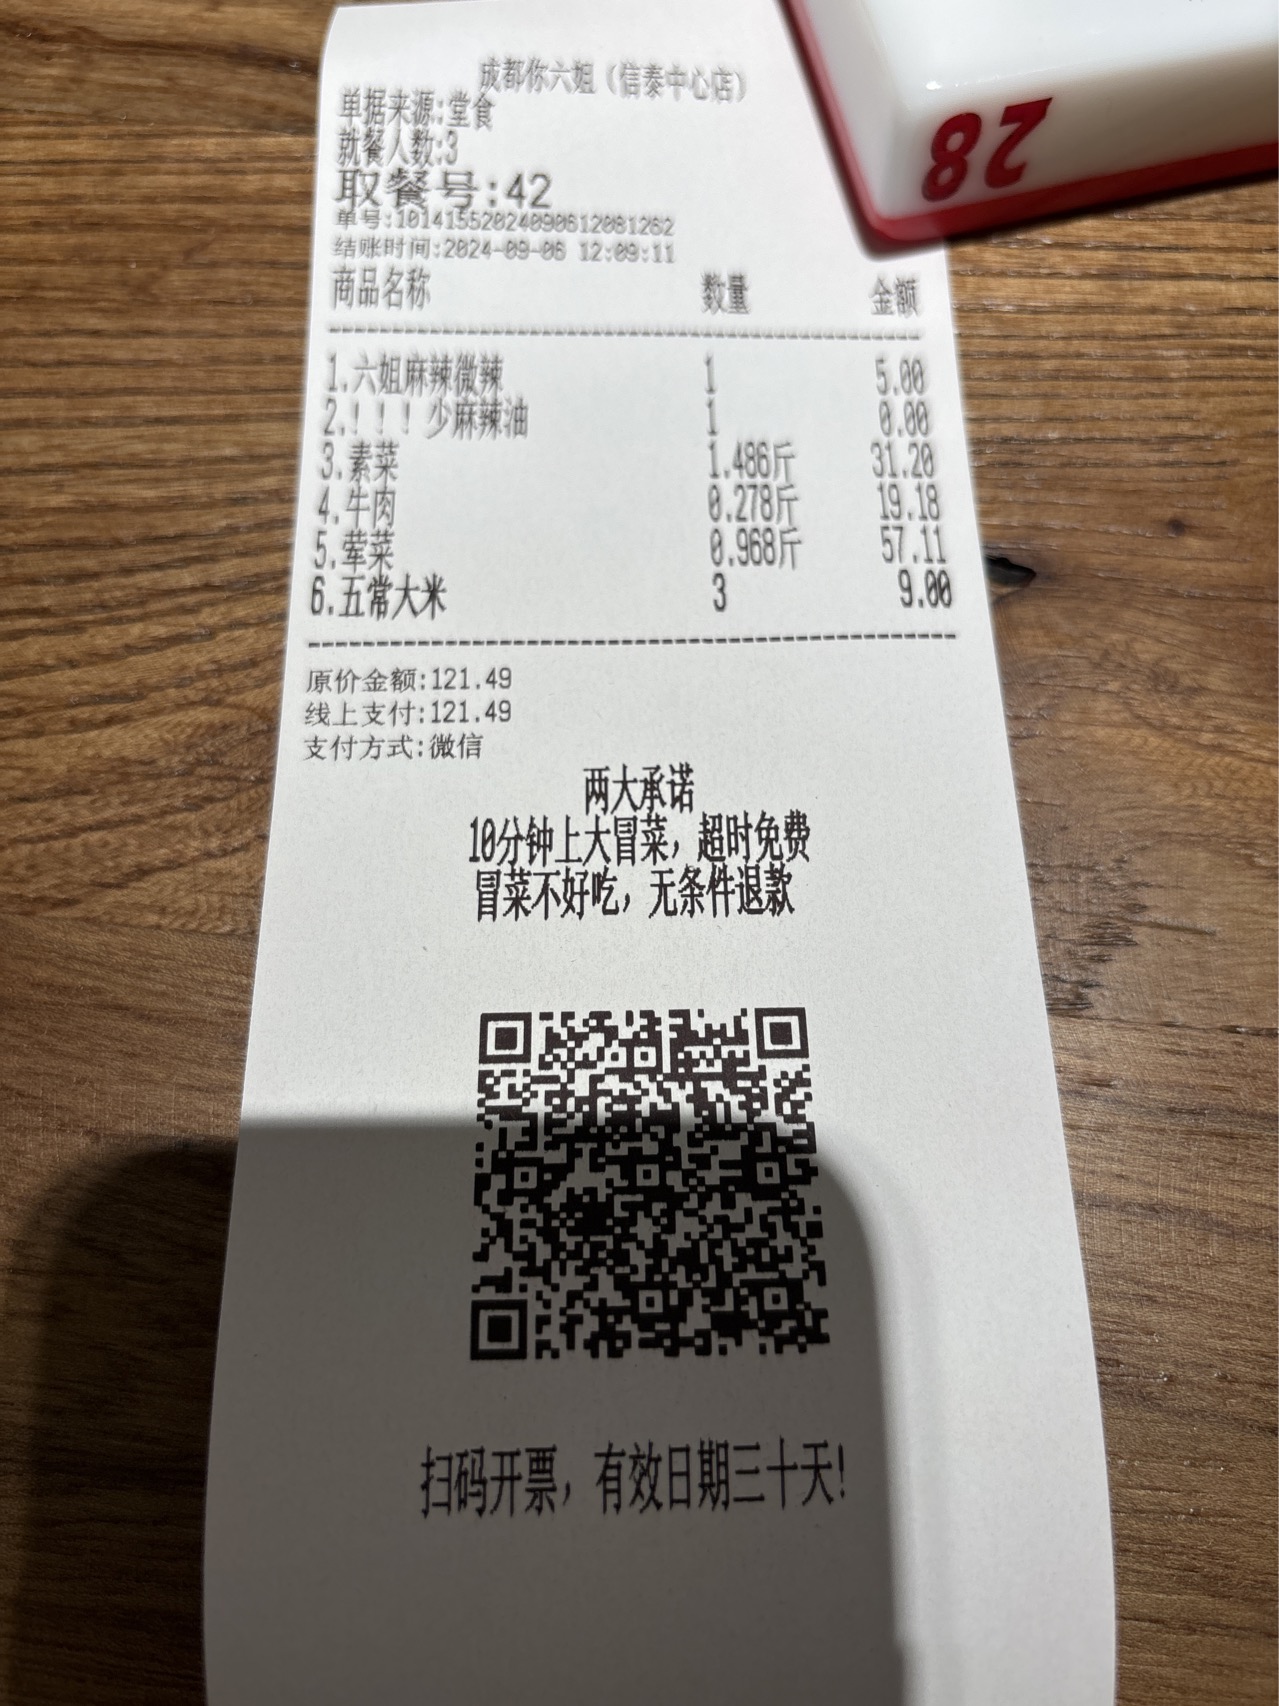 成都你六姐（信泰中心店）
单据来源:堂食
就餐人数:3
取餐号:42
单号:10141552024090612081262
结账时间:2024-09-06 12:09:11
商品名称 数量 金额
1.六姐麻辣微辣 1 5.00
2.！！！少麻辣油 1 0.00
3.素菜 1.486斤 31.20
4.牛肉 0.278斤 19.18
5.荤菜 0.968斤 57.11
6.五常大米 3 9.00
原价金额:121.49
线上支付:121.49
支付方式:微信
两大承诺
10分钟上大冒菜，超时免费
冒菜不好吃，无条件退款
扫码开票，有效日期三十天!
28